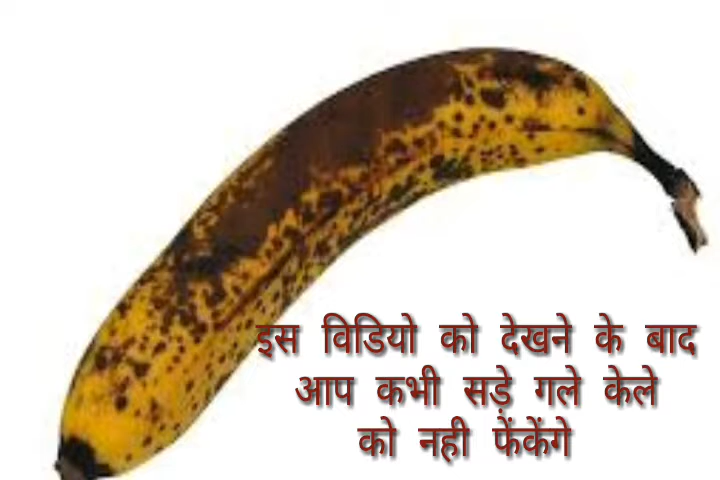 इस विडियो को देखने के बाद
आप कभी सड़े गले केले
को नही फेंकेंगे